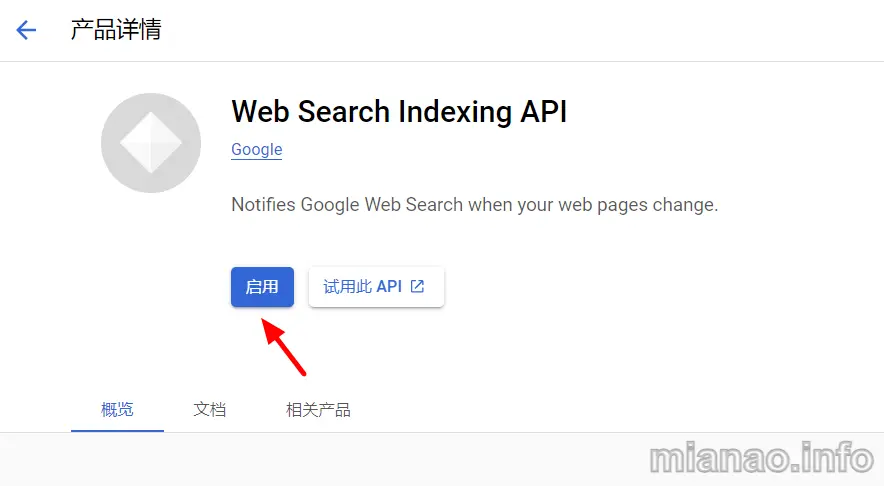 产品详情
Web Search Indexing API
Google
Notifies Google Web Search when your web pages change.
启用
试用此 API
概览
文档
相关产品
mianao.info